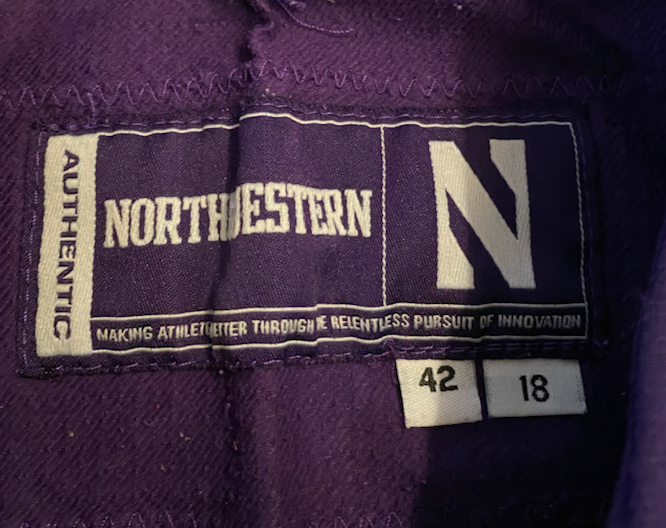 AUTHENTIC
NORTHWESTERN
N
MAKING ATHLETES BETTER THROUGH THE RELENTLESS PURSUIT OF INNOVATION
42
18